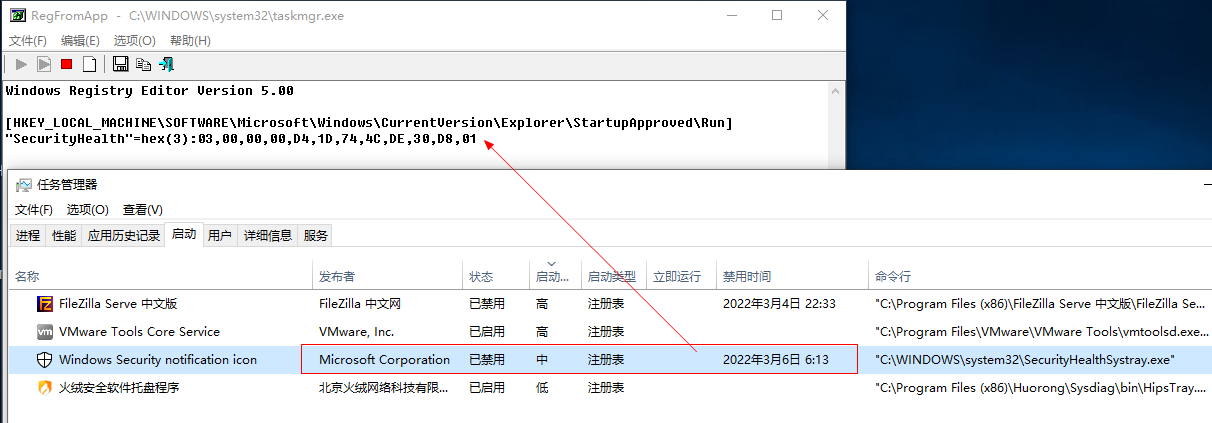 RegFromApp - C:\WINDOWS\system32\taskmgr.exe
文件(F) 编辑(E) 选项(O) 帮助(H)
Windows Registry Editor Version 5.00
[HKEY_LOCAL_MACHINE\SOFTWARE\Microsoft\Windows\CurrentVersion\Explorer\StartupApproved\Run]
"SecurityHealth"=hex(3):03,00,00,00,D4,1D,74,4C,DE,30,D8,01
任务管理器
文件(F) 选项(O) 查看(V)
进程 性能 应用历史记录 启动 用户 详细信息 服务
名称 发布者 状态 启动... 启动类型 立即运行 禁用时间 命令行
FileZilla Serve 中文版 FileZilla 中文网 已禁用 高 注册表 2022年3月4日 22:33 "C:\Program Files (x86)\FileZilla Serve 中文版\FileZilla Se...
vm VMware Tools Core Service VMware, Inc. 已启用 高 注册表 "C:\Program Files\VMware\VMware Tools\vmtoolsd.exe...
Windows Security notification icon Microsoft Corporation 已禁用 中 注册表 2022年3月6日 6:13 "C:\WINDOWS\system32\SecurityHealthSystray.exe"
火绒安全软件托盘程序 北京火绒网络科技有限... 已启用 低 注册表 "C:\Program Files (x86)\Huorong\Sysdiag\bin\HipsTray....